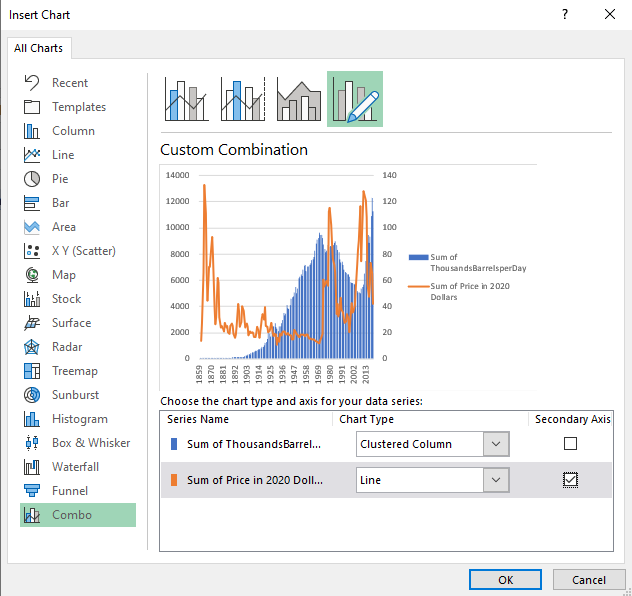 Insert Chart
?
All Charts
Recent
Templates
Column
Line
Pie
Bar
Area
X Y (Scatter)
Map
Stock
Surface
Radar
Treemap
Sunburst
Histogram
Box & Whisker
Waterfall
Funnel
Combo
Custom Combination
14000
12000
10000
8000
6000
4000
2000
0
140
120
100
80
60
40
20
0
1859
1870
1881
1892
1903
1914
1925
1936
1947
1958
1969
1980
1991
2002
2013
Sum of
ThousandsBarrelsperDay
Sum of Price in 2020
Dollars
Choose the chart type and axis for your data series:
Series Name Chart Type Secondary Axis
Sum of ThousandsBarrel... Clustered Column
Sum of Price in 2020 Doll... Line
OK Cancel